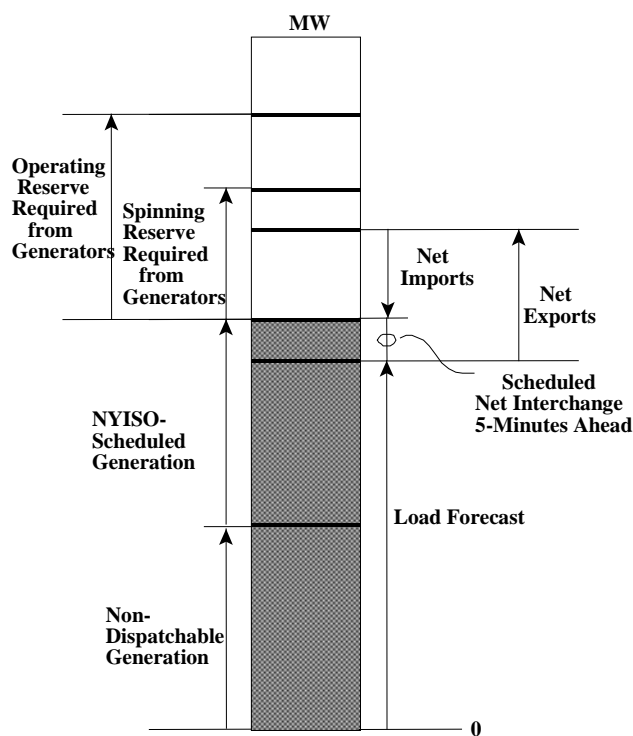 MW
Operating
Reserve
Required
from
Generators
Spinning
Reserve
Required
from
Generators
Net
Imports
Net
Exports
Scheduled
Net Interchange
5-Minutes Ahead
NYISO-
Scheduled
Generation
Load Forecast
Non-
Dispatchable
Generation
0